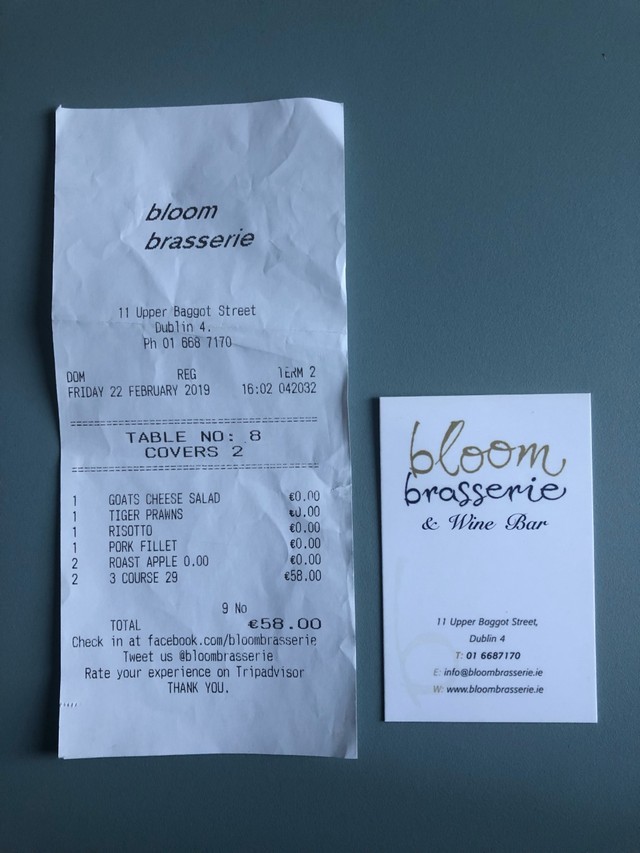 bloom
brasserie
11 Upper Baggot Street
Dublin 4.
Ph 01 668 7170
DOM REG TERM 2
FRIDAY 22 FEBRUARY 2019 16:02 042032
TABLE NO: 8
COVERS 2
1 GOATS CHEESE SALAD €0.00
1 TIGER PRAWNS €0.00
1 RISOTTO €0.00
1 PORK FILLET €0.00
2 ROAST APPLE 0.00 €0.00
2 3 COURSE 29 €58.00
9 No
TOTAL €58.00
Check in at facebook.com/bloombrasserie
Tweet us @bloombrasserie
Rate your experience on Tripadvisor
THANK YOU.
bloom
brasserie
& Wine Bar
11 Upper Baggot Street,
Dublin 4
T: 01 6687170
E: info@bloombrasserie.ie
W: www.bloombrasserie.ie